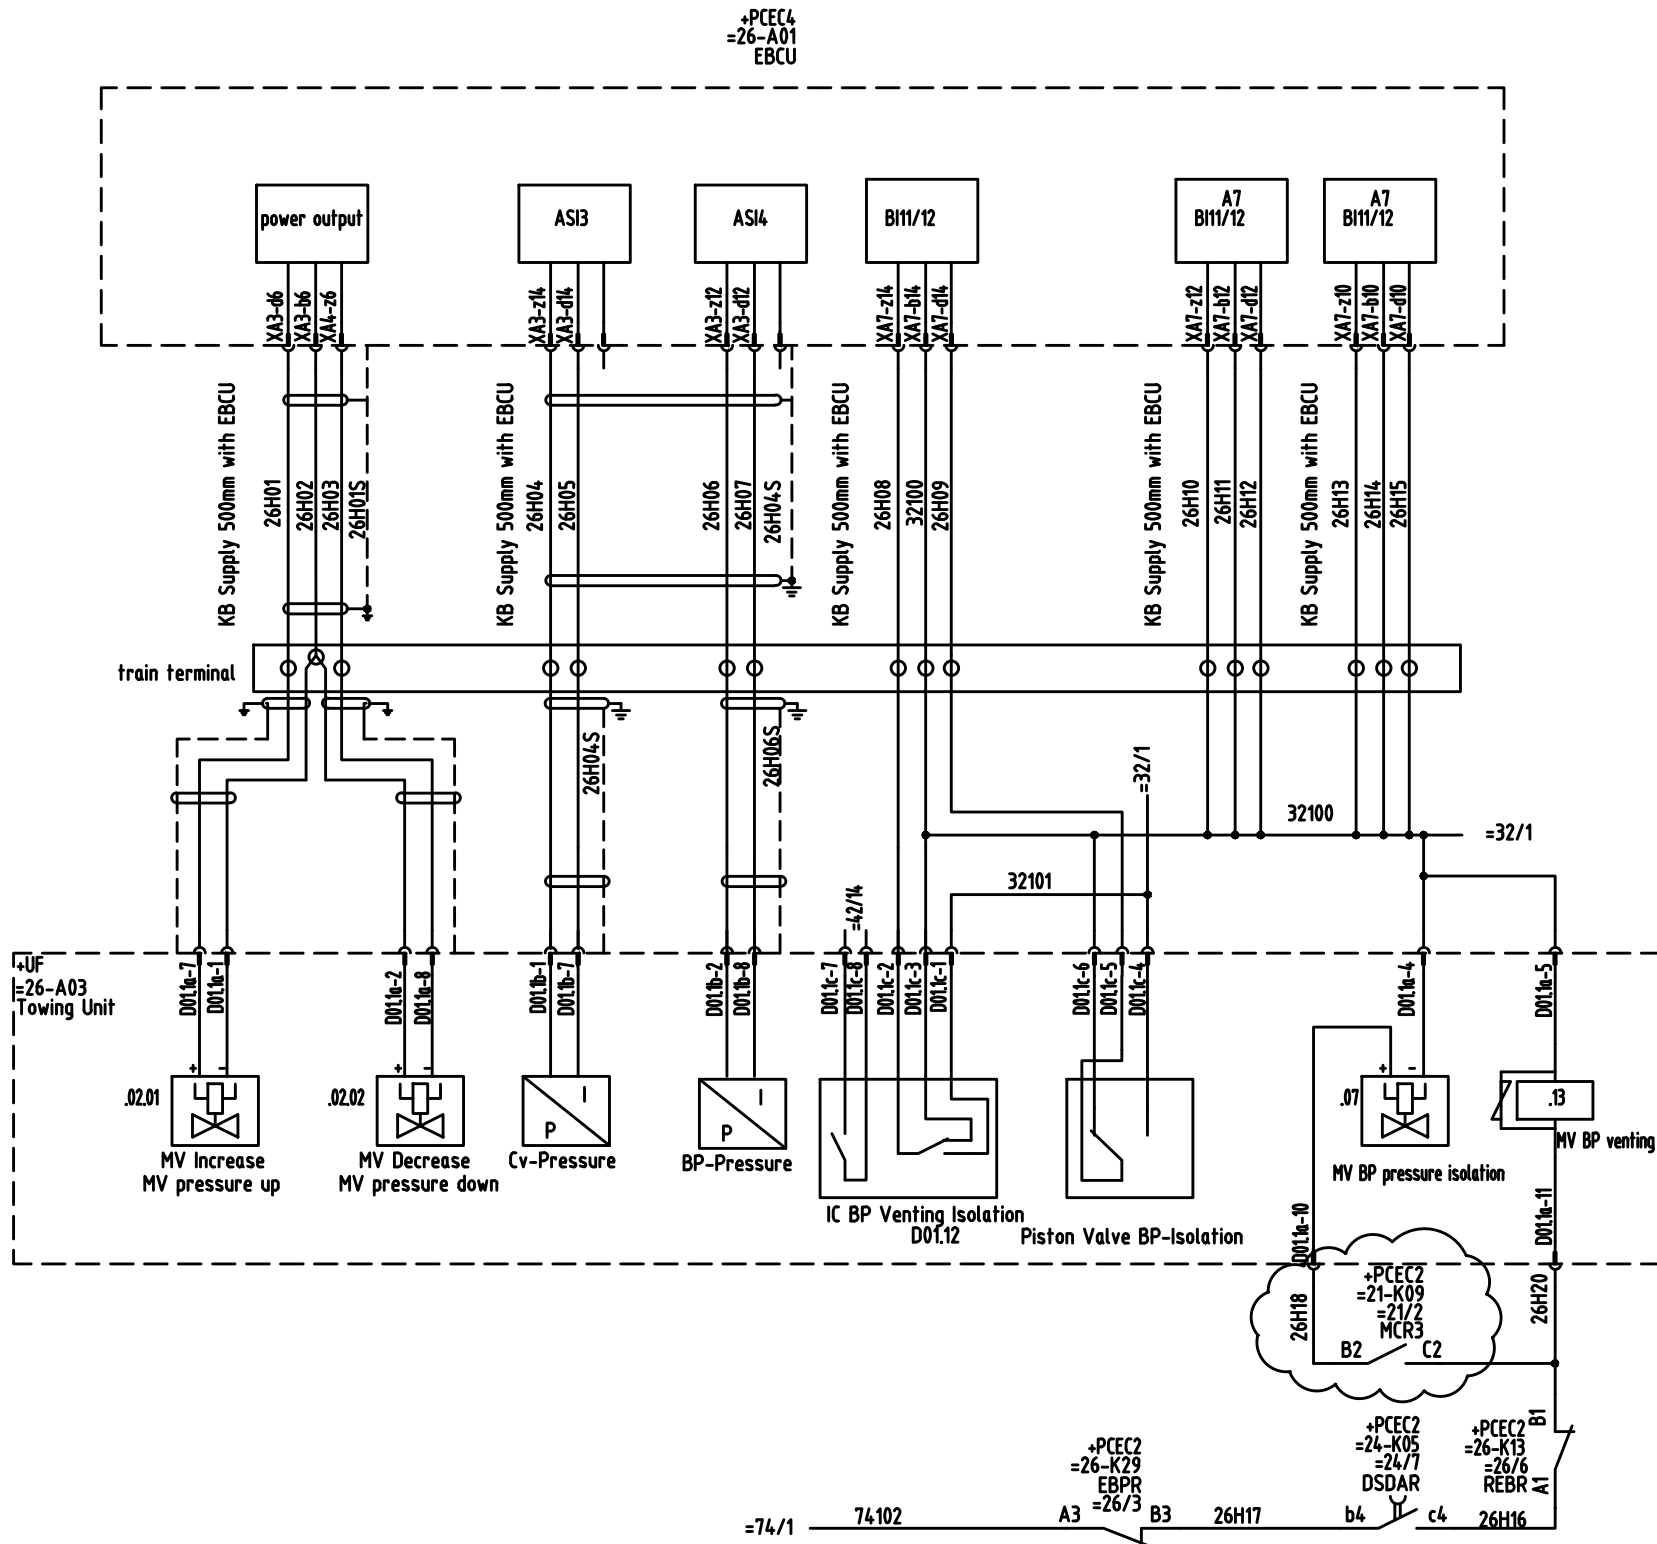 +PCEC4
=26-A01
EBCU
power output
ASI3
ASI4
BI11/12
A7
BI11/12
A7
BI11/12
XA3-d6
XA3-b6
XA4-z6
XA3-z14
XA3-d14
XA3-z12
XA3-d12
XA7-z14
XA7-b14
XA7-d14
XA7-z12
XA7-b12
XA7-d12
XA7-z10
XA7-b10
XA7-d10
KB Supply 500mm with EBCU
26H01
26H02
26H03
26H01S
KB Supply 500mm with EBCU
26H04
26H05
26H06
26H07
26H04S
KB Supply 500mm with EBCU
26H08
32100
26H09
KB Supply 500mm with EBCU
26H10
26H11
26H12
KB Supply 500mm with EBCU
26H13
26H14
26H15
train terminal
26H04S
26H06S
=32/1
32100
=32/1
32101
=42/14
+UF
=26-A03
Towing Unit
D01.1a-7
D01.1a-1
D01.1a-2
D01.1a-8
D01.1b-1
D01.1b-7
D01.1b-2
D01.1b-8
D01.1c-7
D01.1c-8
D01.1c-2
D01.1c-3
D01.1c-1
D01.1c-6
D01.1c-5
D01.1c-4
D01.1a-4
D01.1a-5
+ -
+ -
+ -
.02.01
.02.02
I
P
I
P
.07
.13
MV Increase
MV pressure up
MV Decrease
MV pressure down
Cv-Pressure
BP-Pressure
IC BP Venting Isolation
D01.12
Piston Valve BP-Isolation
MV BP pressure isolation
MV BP venting
D01.1a-10
D01.1a-11
+PCEC2
=21-K09
=21/2
MCR3
26H18
B2
C2
26H20
+PCEC2
=26-K29
EBPR
=26/3
+PCEC2
=24-K05
=24/7
DSDAR
+PCEC2
=26-K13
=26/6
REBR
B1
A1
=74/1
74102
A3
B3
26H17
b4
c4
26H16